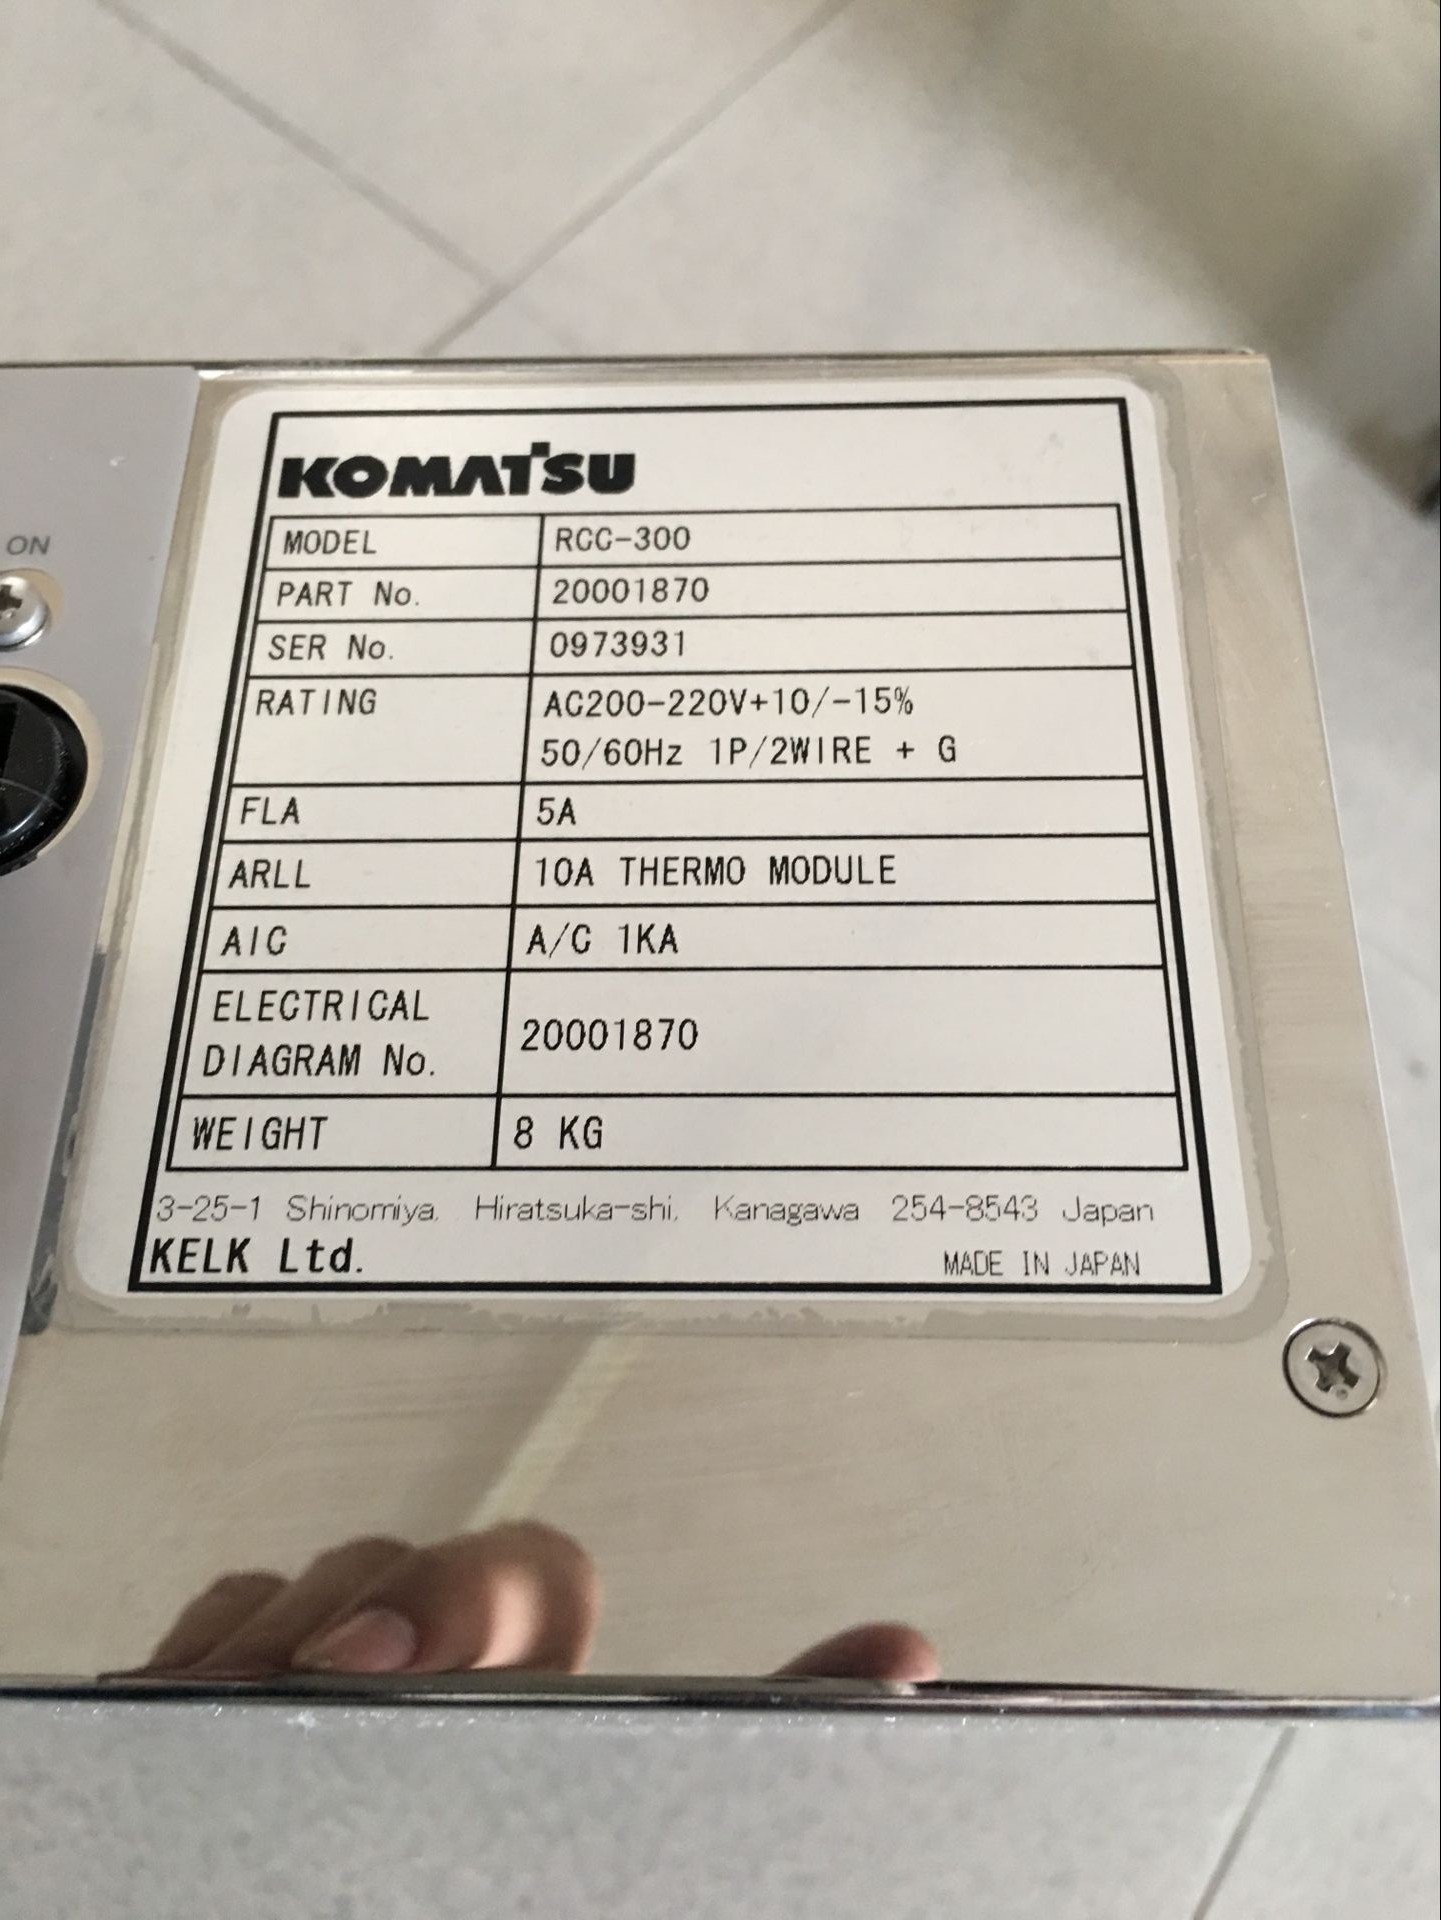 ON
KOMATSU
MODEL RCC-300
PART No. 20001870
SER No. 0973931
RATING AC200-220V+10/-15%
50/60Hz 1P/2WIRE + G
FLA 5A
ARLL 10A THERMO MODULE
AIC A/C 1KA
ELECTRICAL
DIAGRAM No. 20001870
WEIGHT 8 KG
3-25-1 Shinomiya, Hiratsuka-shi, Kanagawa 254-8543 Japan
KELK Ltd. MADE IN JAPAN